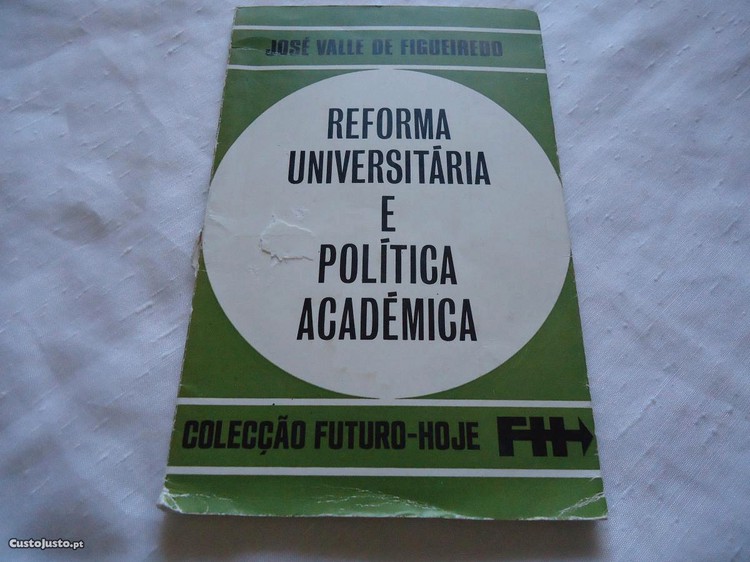 JOSÉ VALLE DE FIGUEIREDO
REFORMA
UNIVERSITÁRIA
E
POLÍTICA
ACADÉMICA
COLECÇÃO FUTURO-HOJE FH
CustoJusto.pt